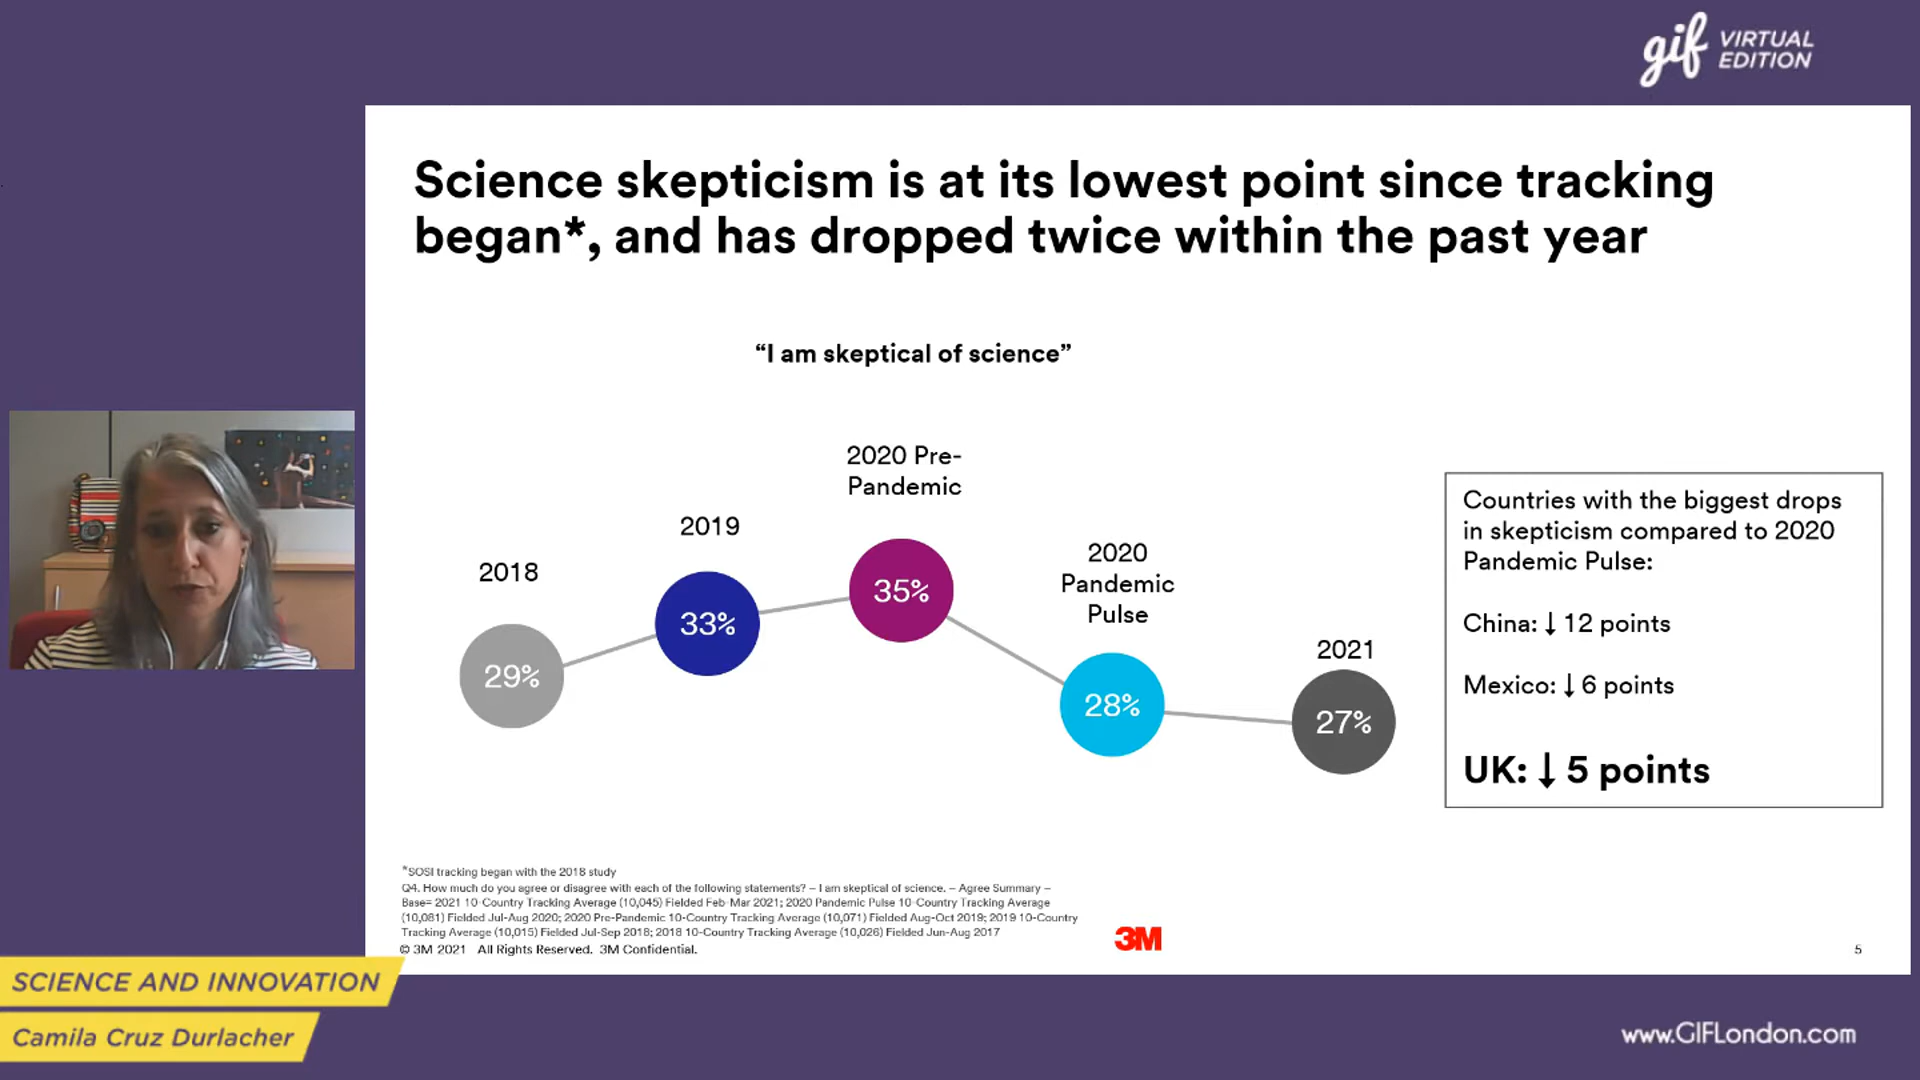 gif VIRTUAL
EDITION
Science skepticism is at its lowest point since tracking
began*, and has dropped twice within the past year
“I am skeptical of science”
2018
29%
2019
33%
2020 Pre-
Pandemic
35%
2020
Pandemic
Pulse
28%
2021
27%
Countries with the biggest drops
in skepticism compared to 2020
Pandemic Pulse:
China: ↓ 12 points
Mexico: ↓ 6 points
UK: ↓ 5 points
*SOSI tracking began with the 2018 study
Q4. How much do you agree or disagree with each of the following statements? – I am skeptical of science. – Agree Summary –
Base= 2021 10-Country Tracking Average (10,045) Fielded Feb-Mar 2021; 2020 Pandemic Pulse 10-Country Tracking Average
(10,081) Fielded Jul-Aug 2020; 2020 Pre-Pandemic 10-Country Tracking Average (10,071) Fielded Aug-Oct 2019; 2019 10-Country
Tracking Average (10,015) Fielded Jul-Sep 2018; 2018 10-Country Tracking Average (10,026) Fielded Jun-Aug 2017
© 3M 2021 All Rights Reserved. 3M Confidential.
3M
5
SCIENCE AND INNOVATION
Camila Cruz Durlacher
www.GIFLondon.com